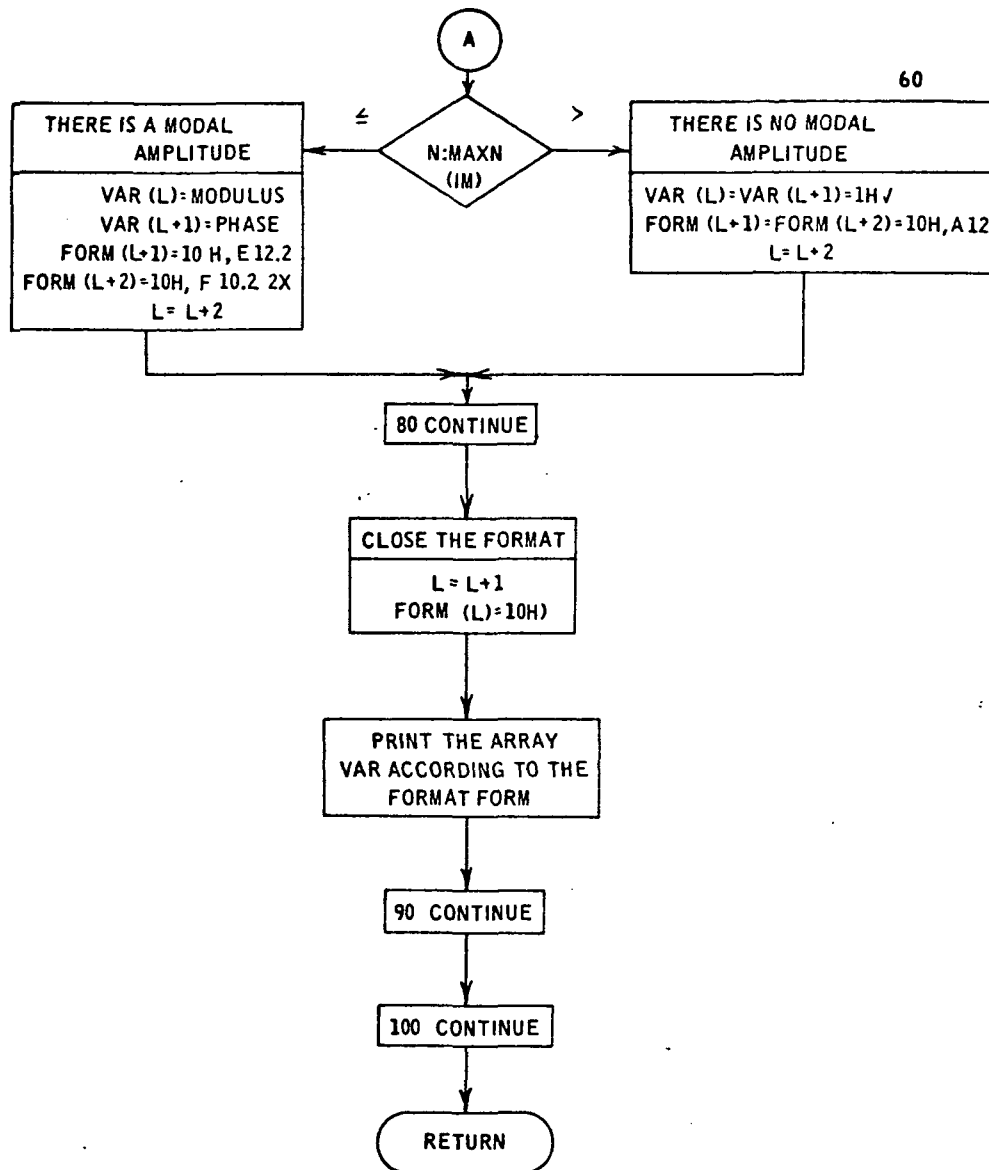 A
60
THERE IS A MODAL
AMPLITUDE
VAR (L)=MODULUS
VAR (L+1)=PHASE
FORM (L+1)=10 H, E 12.2
FORM (L+2)=10H, F 10.2 2X
L= L+2
≤
N:MAXN
(IM)
>
THERE IS NO MODAL
AMPLITUDE
VAR (L)=VAR (L+1)=1H√
FORM (L+1)=FORM (L+2)=10H, A 12
L=L+2
80 CONTINUE
CLOSE THE FORMAT
L = L+1
FORM (L)=10H)
PRINT THE ARRAY
VAR ACCORDING TO THE
FORMAT FORM
90 CONTINUE
100 CONTINUE
RETURN